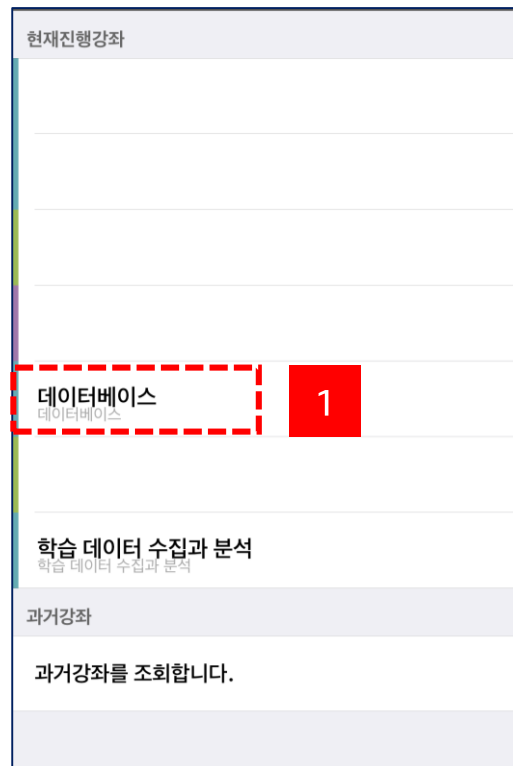 현재진행강좌
데이터베이스
데이터베이스
1
학습 데이터 수집과 분석
학습 데이터 수집과 분석
과거강좌
과거강좌를 조회합니다.